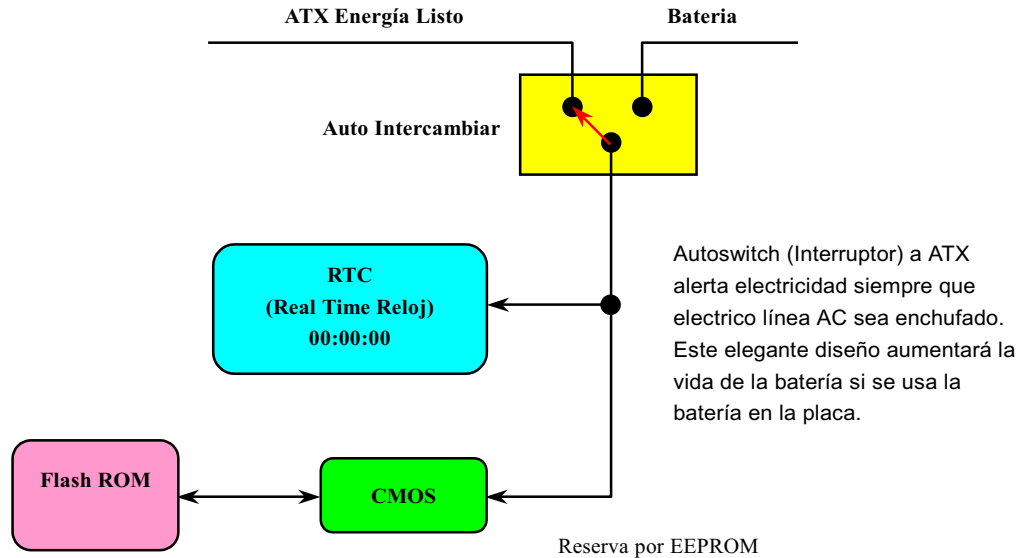 ATX Energía Listo
Bateria
Auto Intercambiar
RTC
(Real Time Reloj)
00:00:00
Autoswitch (Interruptor) a ATX
alerta electricidad siempre que
electrico línea AC sea enchufado.
Este elegante diseño aumentará la
vida de la batería si se usa la
batería en la placa.
Flash ROM
CMOS
Reserva por EEPROM